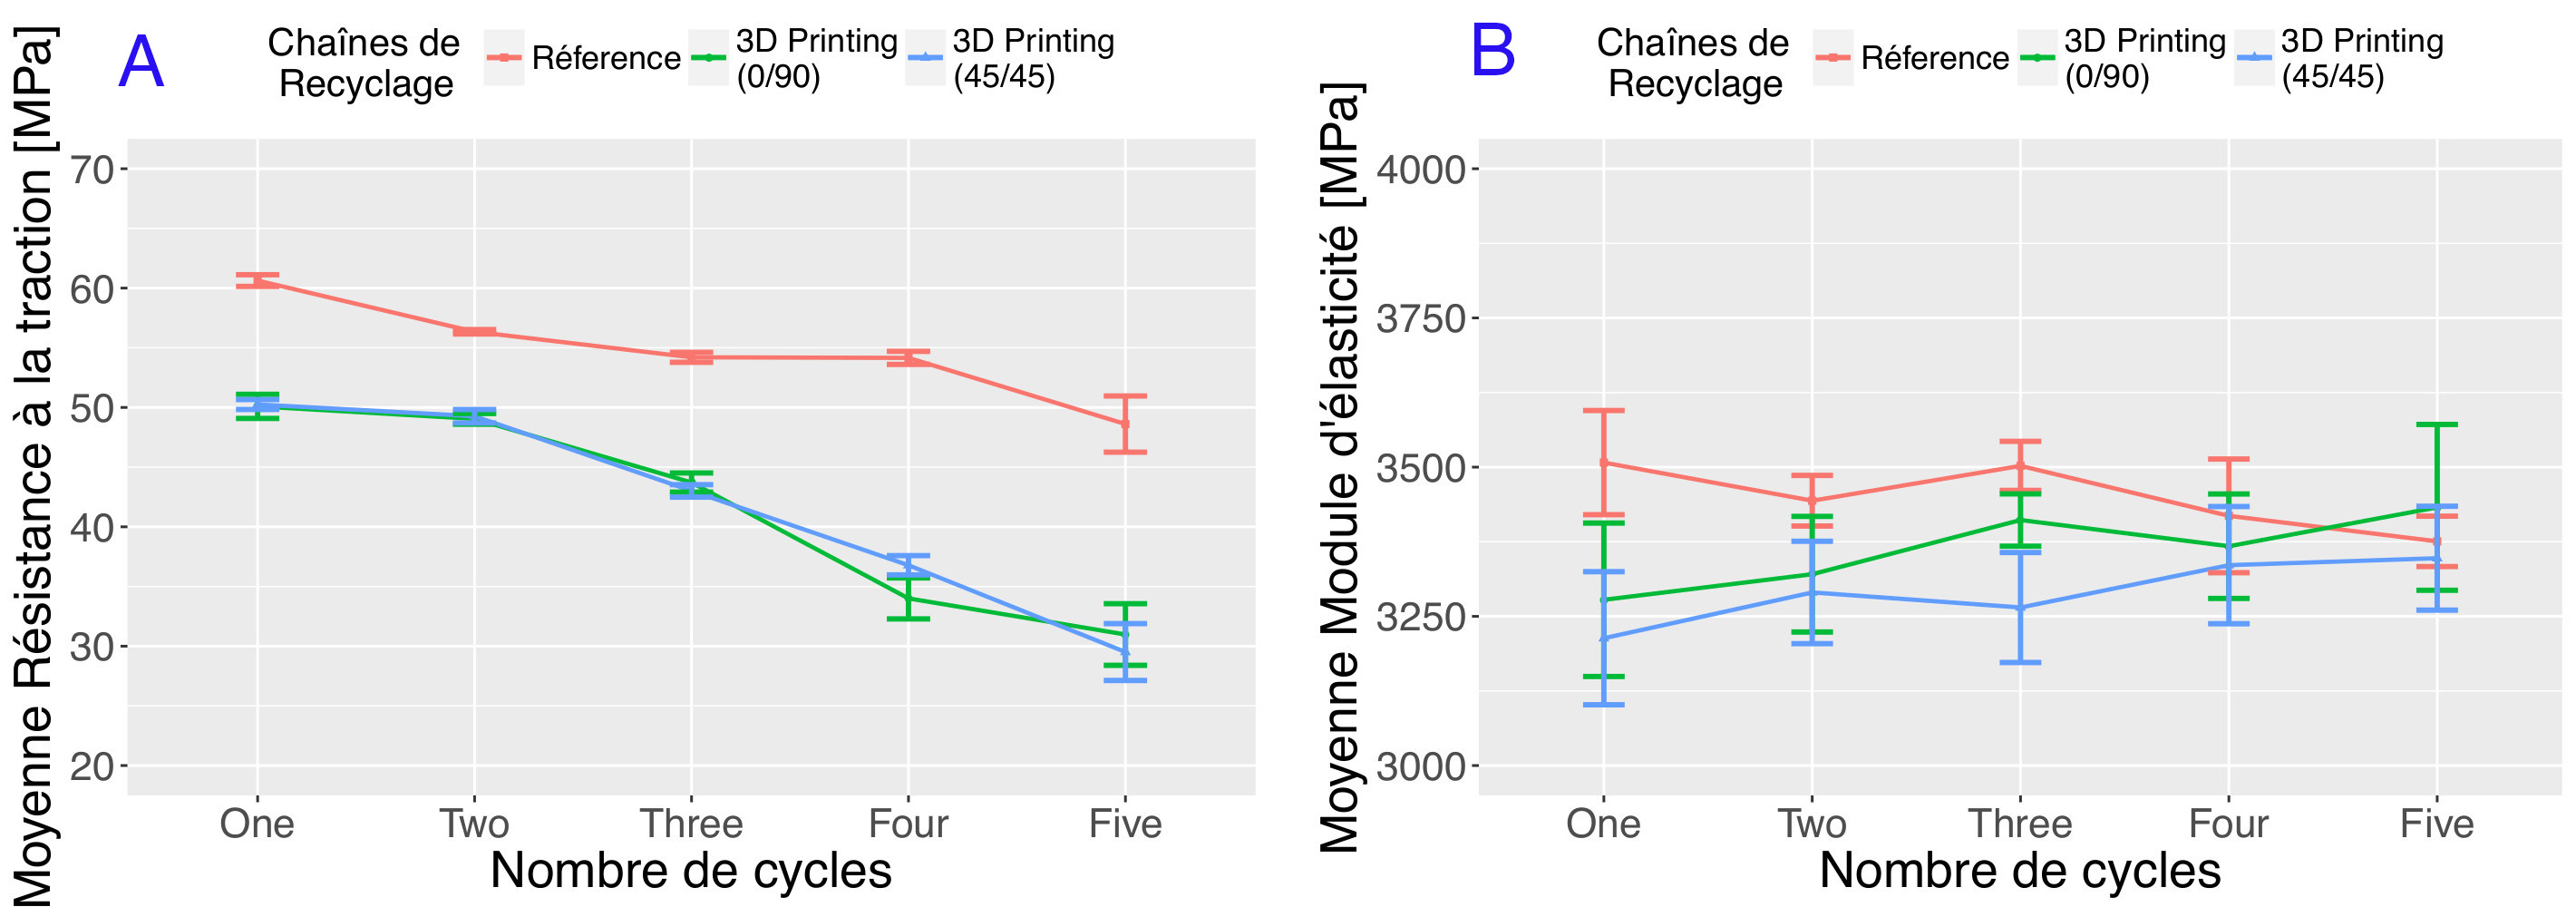 A
Chaînes de
Recyclage
Réference
3D Printing
(0/90)
3D Printing
(45/45)
Moyenne Résistance à la traction [MPa]
70
60
50
40
30
20
One
Two
Three
Four
Five
Nombre de cycles
B
Chaînes de
Recyclage
Réference
3D Printing
(0/90)
3D Printing
(45/45)
Moyenne Module d'élasticité [MPa]
4000
3750
3500
3250
3000
One
Two
Three
Four
Five
Nombre de cycles